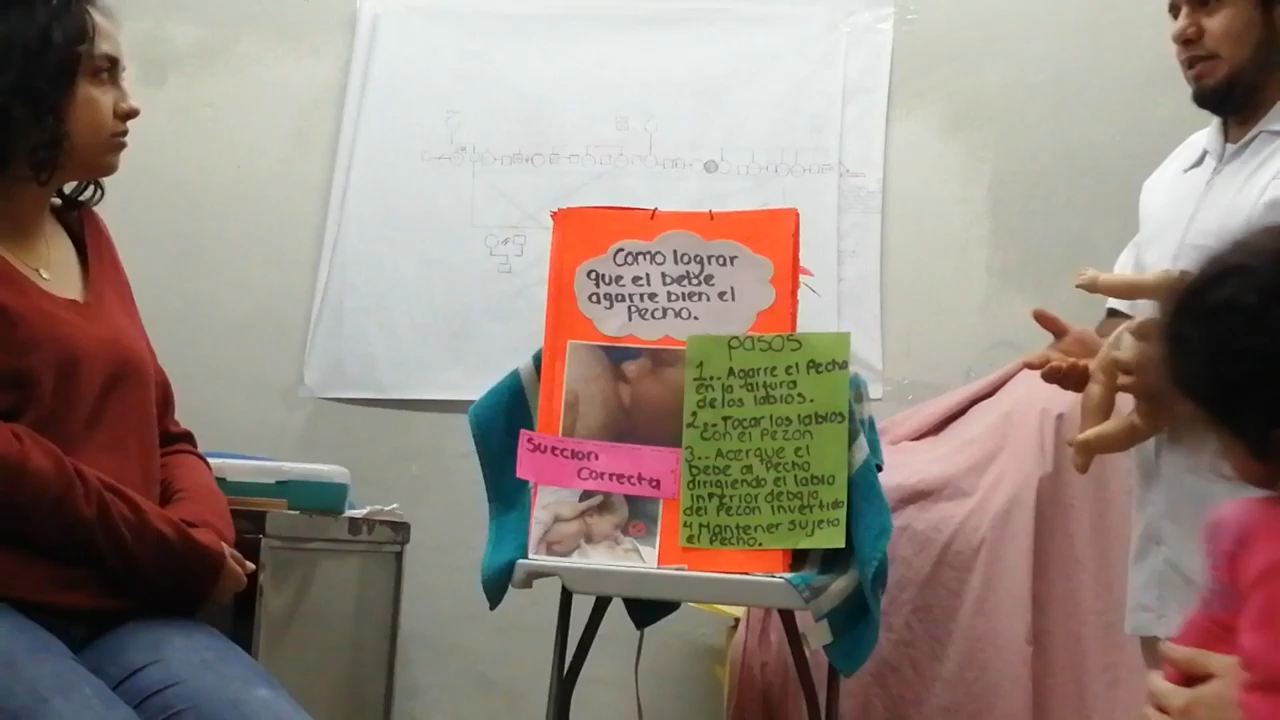 Como lograr
que el bebe
agarre bien el
Pecho.
Succion
Correcta
Pasos
1.. Agarre el Pecho
en la altura
de los labios.
2.- Tocar los labios
con el Pezon
3.. Acerque el
bebe al Pecho
dirigiendo el labio
inferior debajo
del Pezon invertido
4 Mantener sujeto
el Pecho.